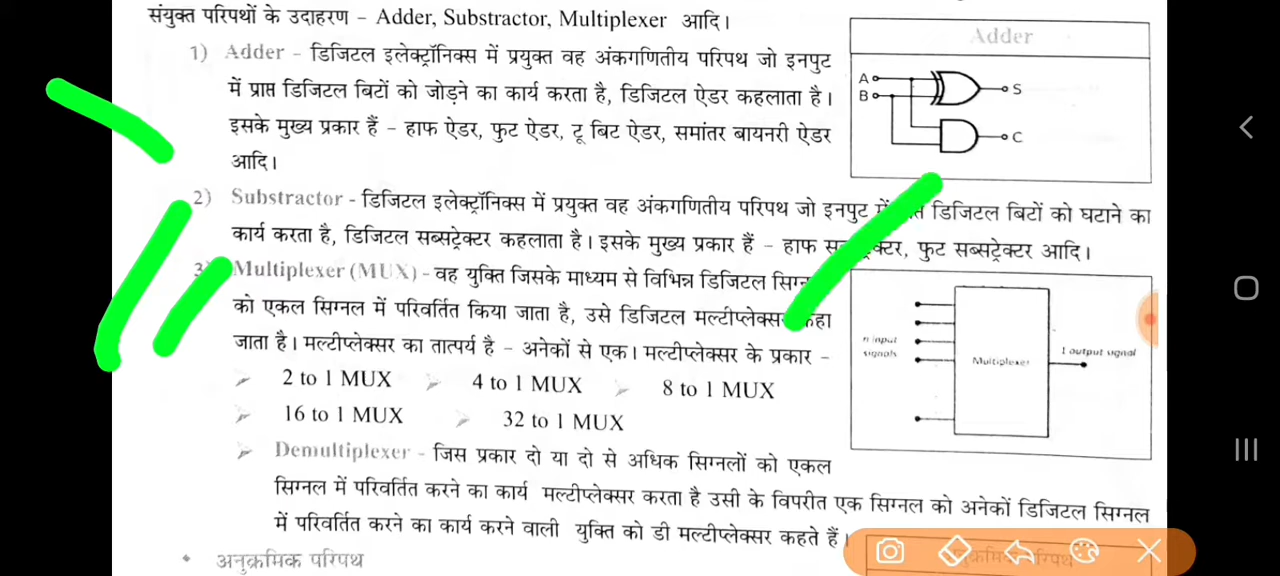 संयुक्त परिपथों के उदाहरण – Adder, Substractor, Multiplexer आदि।
1) Adder – डिजिटल इलेक्ट्रॉनिक्स में प्रयुक्त वह अंकगणितीय परिपथ जो इनपुट
में प्राप्त डिजिटल बिटों को जोड़ने का कार्य करता है, डिजिटल ऐडर कहलाता है।
इसके मुख्य प्रकार हैं – हाफ ऐडर, फुट ऐडर, टू बिट ऐडर, समांतर बायनरी ऐडर
आदि।
Adder
A
B
S
C
2) Substractor - डिजिटल इलेक्ट्रॉनिक्स में प्रयुक्त वह अंकगणितीय परिपथ जो इनपुट में डिजिटल बिटों को घटाने का
कार्य करता है, डिजिटल सब्सट्रेक्टर कहलाता है। इसके मुख्य प्रकार हैं – हाफ फुट सब्सट्रेक्टर आदि।
Multiplexer (MUX) – वह युक्ति जिसके माध्यम से विभिन्न डिजिटल
को एकल सिग्नल में परिवर्तित किया जाता है, उसे डिजिटल मल्टीप्लेक्सर कहा
जाता है। मल्टीप्लेक्सर का तात्पर्य है – अनेकों से एक। मल्टीप्लेक्सर के प्रकार –
➢ 2 to 1 MUX ➢ 4 to 1 MUX ➢ 8 to 1 MUX
➢ 16 to 1 MUX ➢ 32 to 1 MUX
n input
signals
Multiplexer
1 output signal
➢ Demultiplexer – जिस प्रकार दो या दो से अधिक सिग्नलों को एकल
सिग्नल में परिवर्तित करने का कार्य मल्टीप्लेक्सर करता है उसी के विपरीत एक सिग्नल को अनेकों डिजिटल सिग्नल
में परिवर्तित करने का कार्य करने वाली युक्ति को डी मल्टीप्लेक्सर कहते हैं।
• अनुक्रमिक परिपथ